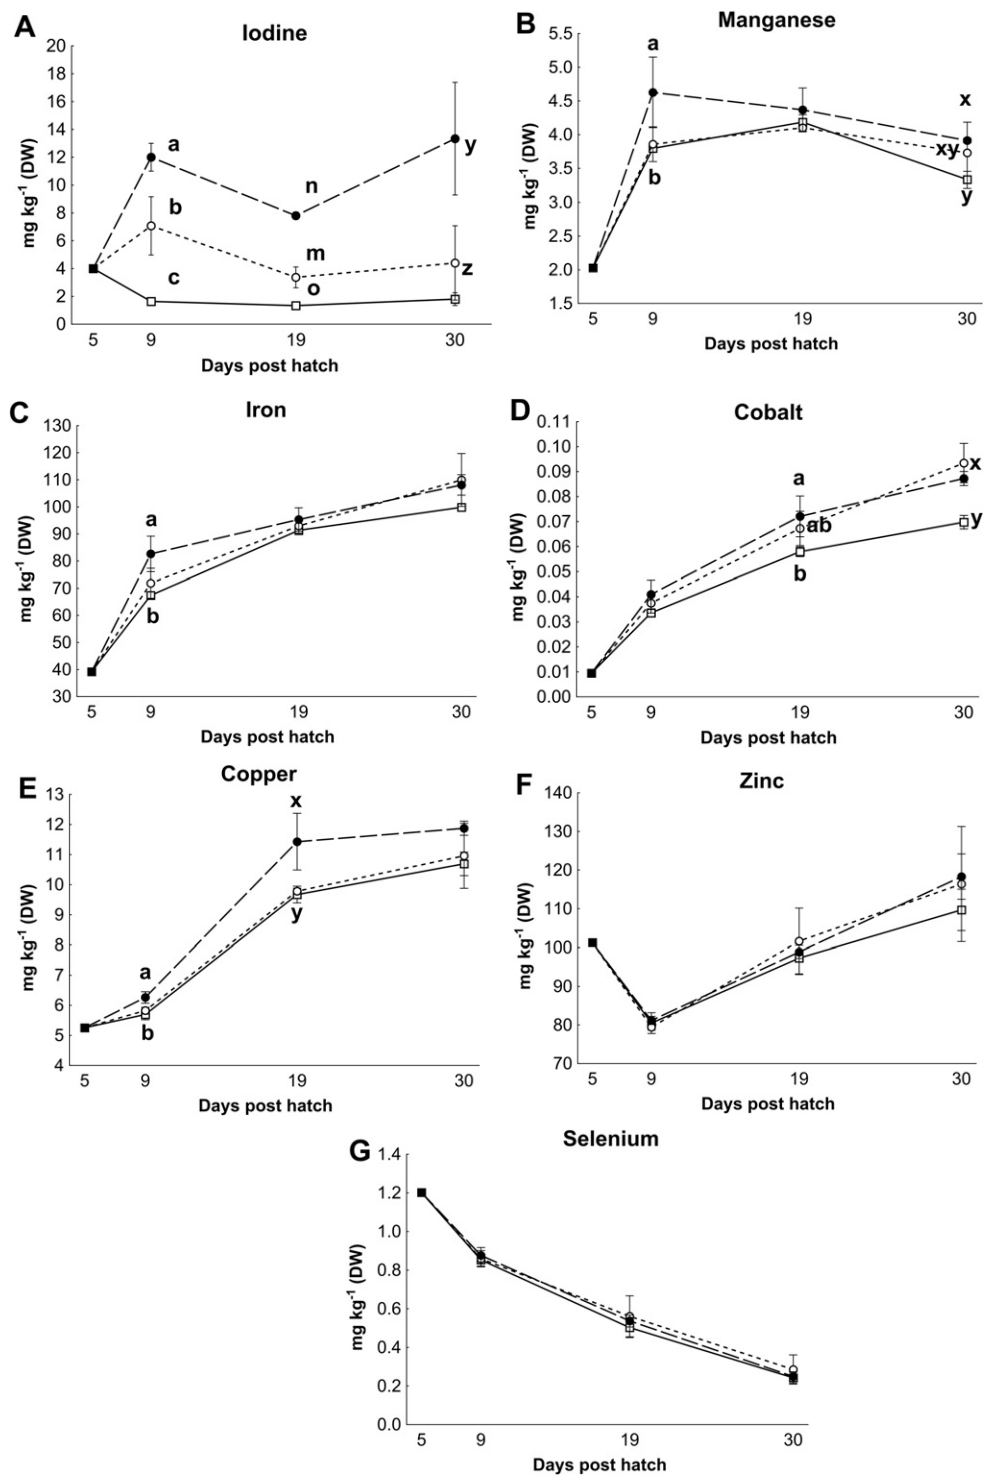 A
Iodine
20
18
16
14
12
10
8
6
4
2
0
mg kg-1 (DW)
a
b
c
n
m
o
y
z
5 9 19 30
Days post hatch
B
Manganese
5.5
5.0
4.5
4.0
3.5
3.0
2.5
2.0
1.5
mg kg-1 (DW)
a
b
x
xy
y
5 9 19 30
Days post hatch
C
Iron
130
120
110
100
90
80
70
60
50
40
30
mg kg-1 (DW)
a
b
5 9 19 30
Days post hatch
D
Cobalt
0.11
0.10
0.09
0.08
0.07
0.06
0.05
0.04
0.03
0.02
0.01
0.00
mg kg-1 (DW)
a
ab
b
x
y
5 9 19 30
Days post hatch
E
Copper
13
12
11
10
9
8
7
6
5
4
mg kg-1 (DW)
a
b
x
y
5 9 19 30
Days post hatch
F
Zinc
140
130
120
110
100
90
80
70
mg kg-1 (DW)
5 9 19 30
Days post hatch
G
Selenium
1.4
1.2
1.0
0.8
0.6
0.4
0.2
0.0
mg kg-1 (DW)
5 9 19 30
Days post hatch